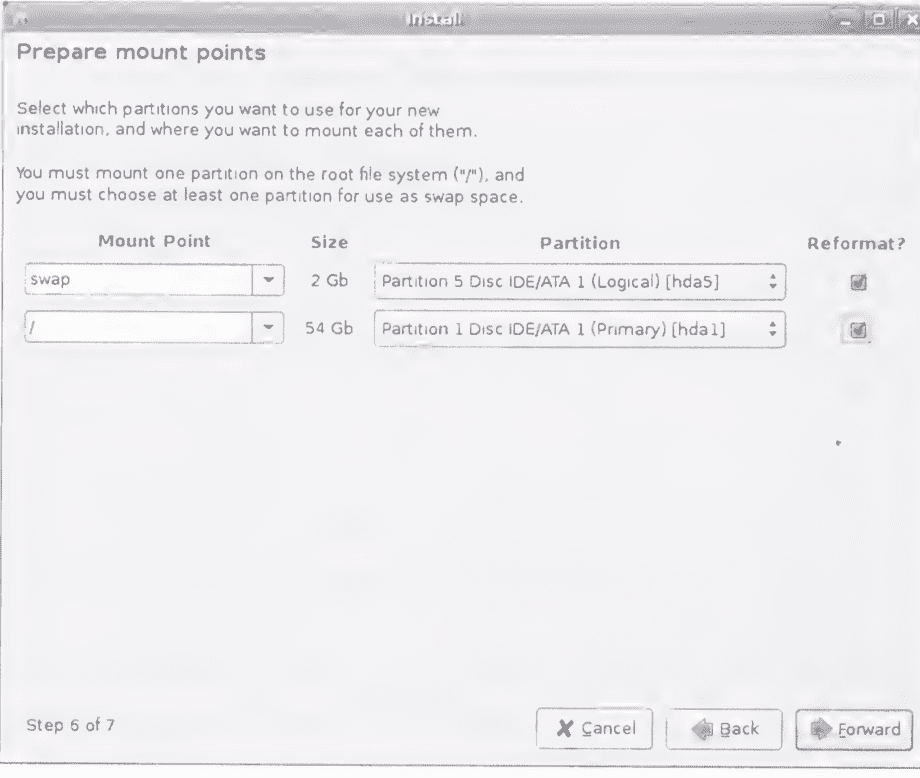 Install
Prepare mount points
Select which partitions you want to use for your new
installation, and where you want to mount each of them.
You must mount one partition on the root file system ("/"), and
you must choose at least one partition for use as swap space.
Mount Point Size Partition Reformat?
swap 2 Gb Partition 5 Disc IDE/ATA 1 (Logical) [hda5]
/ 54 Gb Partition 1 Disc IDE/ATA 1 (Primary) [hda1]
Step 6 of 7 Cancel Back Forward